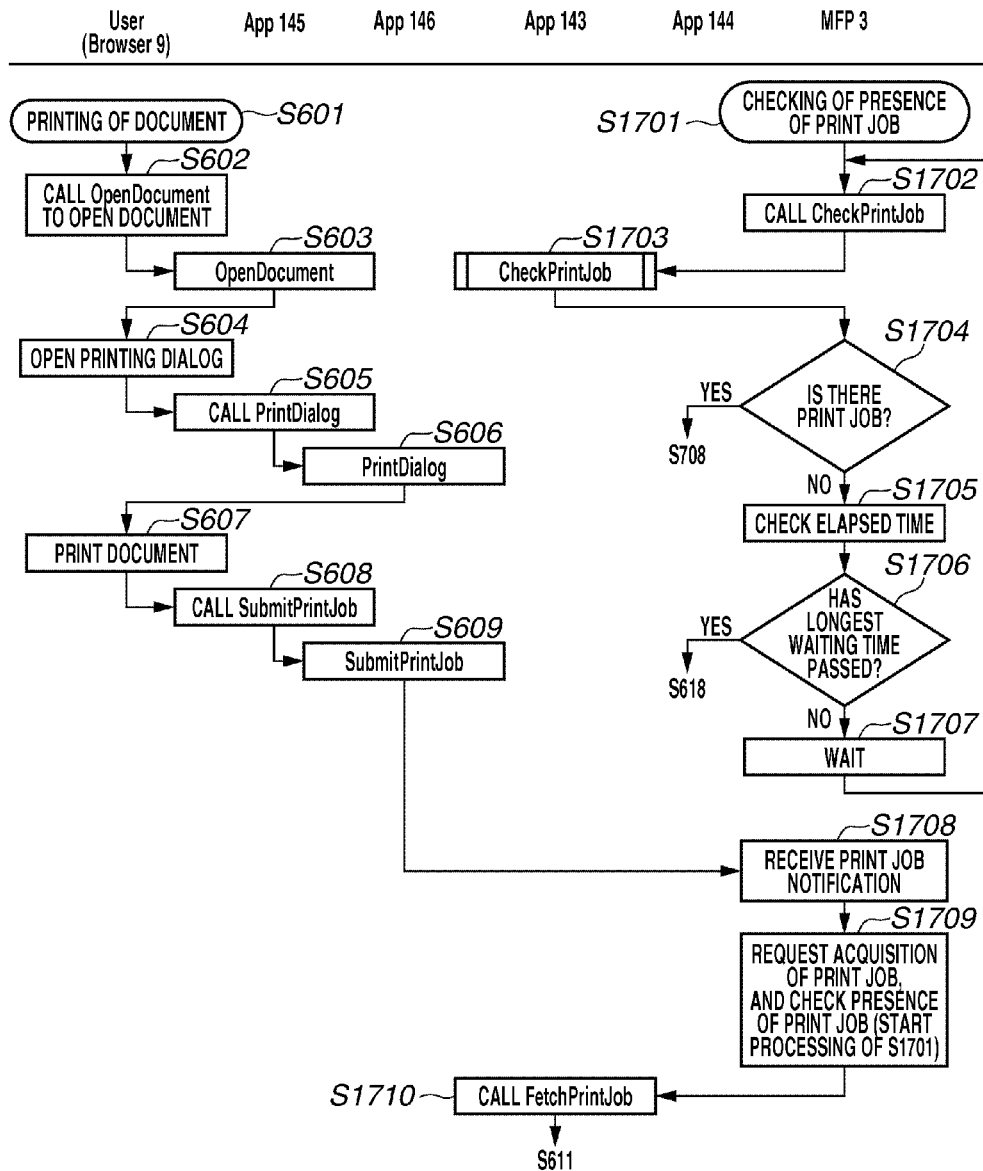 User
(Browser 9)
App 145
App 146
App 143
App 144
MFP 3
PRINTING OF DOCUMENT
S601
S1701
CHECKING OF PRESENCE
OF PRINT JOB
S602
CALL OpenDocument
TO OPEN DOCUMENT
S1702
CALL CheckPrintJob
S603
OpenDocument
S1703
CheckPrintJob
S604
OPEN PRINTING DIALOG
S1704
IS THERE
PRINT JOB?
YES
S708
NO
S605
CALL PrintDialog
S606
PrintDialog
S1705
CHECK ELAPSED TIME
S607
PRINT DOCUMENT
S1706
HAS
LONGEST
WAITING TIME
PASSED?
YES
S618
NO
S608
CALL SubmitPrintJob
S609
SubmitPrintJob
S1707
WAIT
S1708
RECEIVE PRINT JOB
NOTIFICATION
S1709
REQUEST ACQUISITION
OF PRINT JOB,
AND CHECK PRESENCE
OF PRINT JOB (START
PROCESSING OF S1701)
S1710
CALL FetchPrintJob
S611